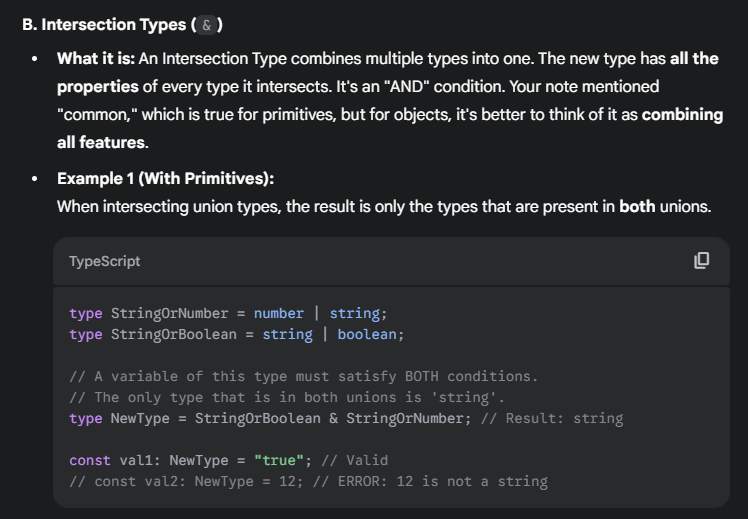 B. Intersection Types ( & )
• What it is: An Intersection Type combines multiple types into one. The new type has all the
properties of every type it intersects. It's an "AND" condition. Your note mentioned
"common," which is true for primitives, but for objects, it's better to think of it as combining
all features.
• Example 1 (With Primitives):
When intersecting union types, the result is only the types that are present in both unions.
TypeScript
type StringOrNumber = number | string;
type StringOrBoolean = string | boolean;
// A variable of this type must satisfy BOTH conditions.
// The only type that is in both unions is 'string'.
type NewType = StringOrBoolean & StringOrNumber; // Result: string
const val1: NewType = "true"; // Valid
// const val2: NewType = 12; // ERROR: 12 is not a string